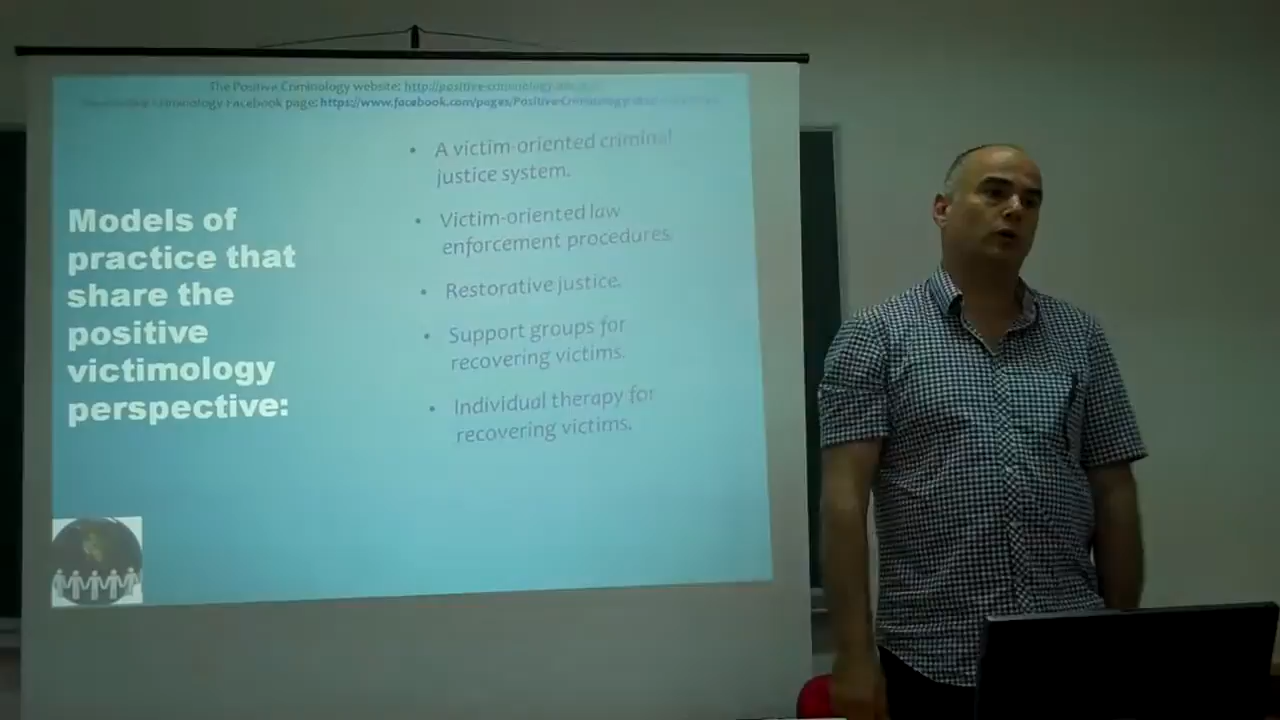 The Positive Criminology website: http://positive-criminology
Criminology Facebook page: https://www.facebook.com/pages/PositiveCriminology
Models of
practice that
share the
positive
victimology
perspective:
• A victim-oriented criminal
justice system.
• Victim-oriented law
enforcement procedures.
• Restorative justice.
• Support groups for
recovering victims.
• Individual therapy for
recovering victims.